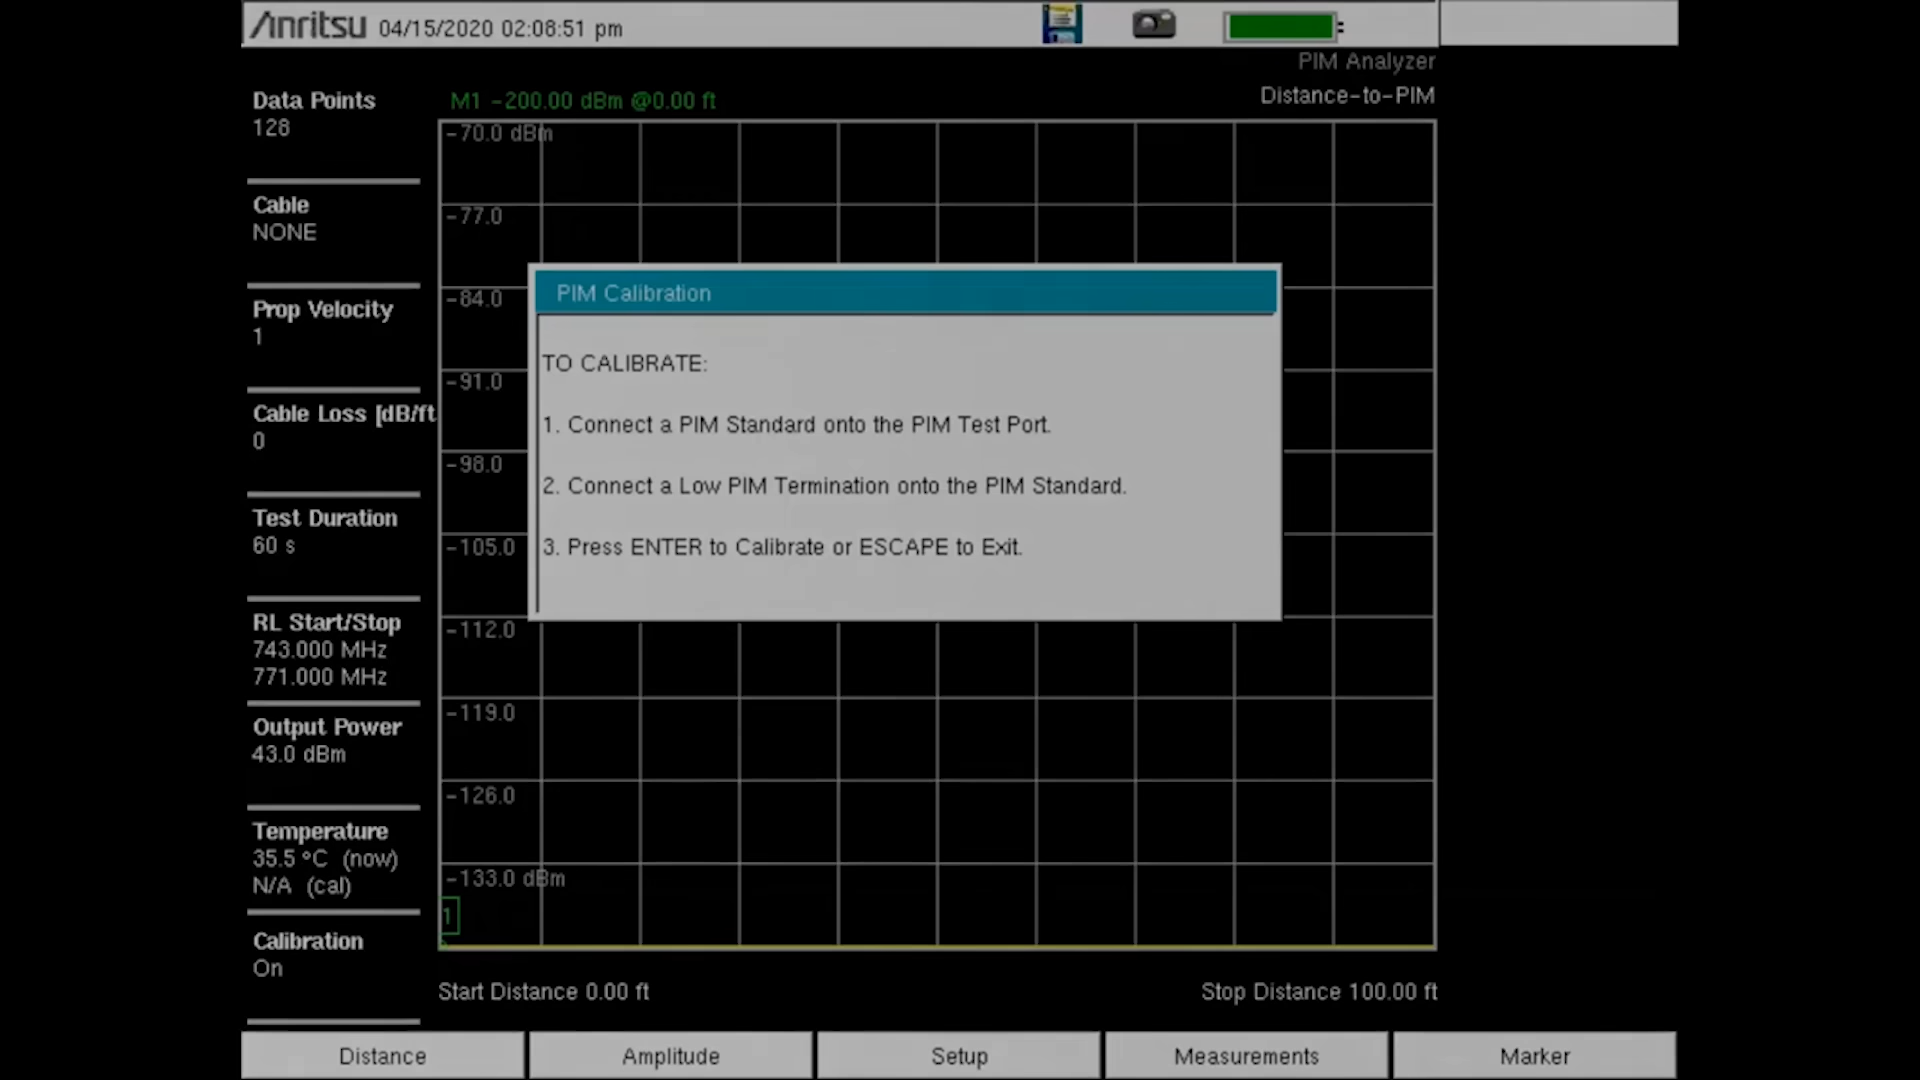 Anritsu 04/15/2020 02:08:51 pm
PIM Analyzer
Distance-to-PIM
M1 -200.00 dBm @0.00 ft
Data Points
128
Cable
NONE
Prop Velocity
1
Cable Loss [dB/ft
0
Test Duration
60 s
RL Start/Stop
743.000 MHz
771.000 MHz
Output Power
43.0 dBm
Temperature
35.5 °C (now)
N/A (cal)
Calibration
On
-70.0 dBm
-77.0
-84.0
-91.0
-98.0
-105.0
-112.0
-119.0
-126.0
-133.0 dBm
1
PIM Calibration
TO CALIBRATE:
1. Connect a PIM Standard onto the PIM Test Port.
2. Connect a Low PIM Termination onto the PIM Standard.
3. Press ENTER to Calibrate or ESCAPE to Exit.
Start Distance 0.00 ft
Stop Distance 100.00 ft
Distance
Amplitude
Setup
Measurements
Marker